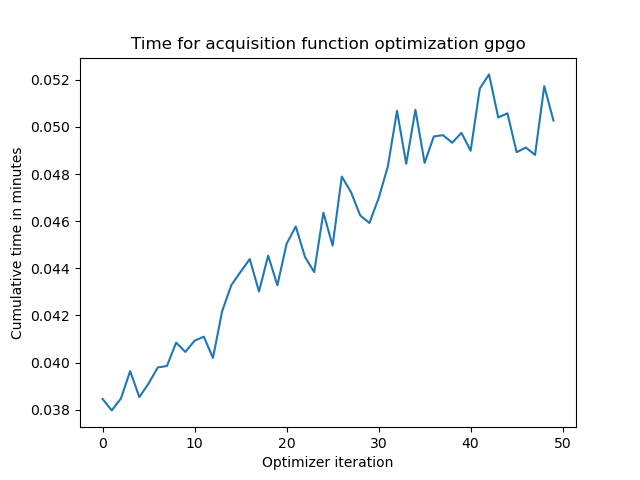 Time for acquisition function optimization gpgo
0.052
0.050
0.048
0.046
0.044
0.042
0.040
0.038
Cumulative time in minutes
0 10 20 30 40 50
Optimizer iteration